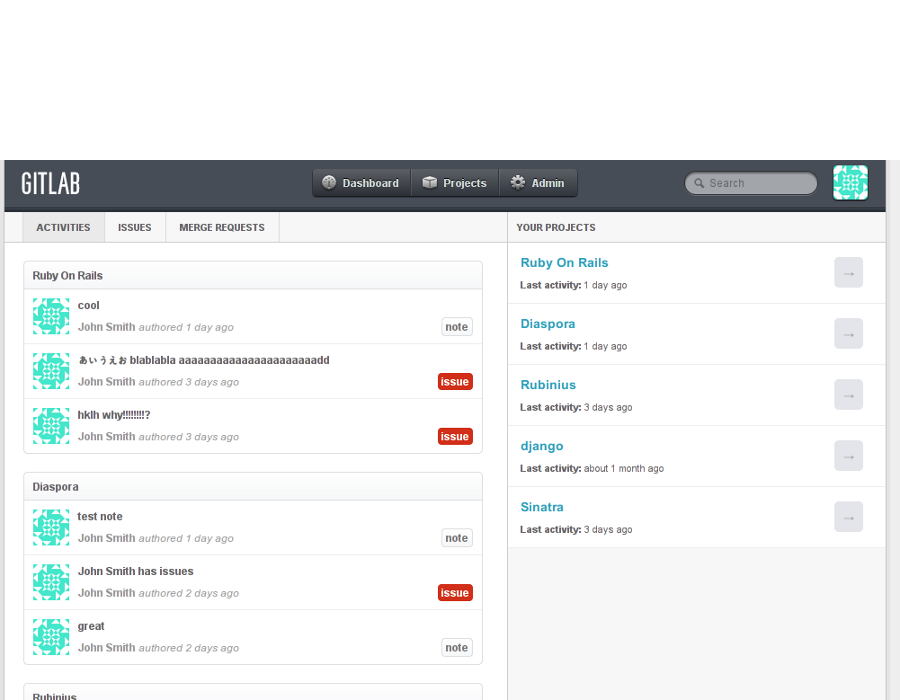 GITLAB
Dashboard
Projects
Admin
Search
ACTIVITIES
ISSUES
MERGE REQUESTS
Ruby On Rails
cool
John Smith authored 1 day ago
note
あぃうえぉ blablabla aaaaaaaaaaaaaaaaaaaaaadd
John Smith authored 3 days ago
issue
hklh why!!!!!!!!?
John Smith authored 3 days ago
issue
Diaspora
test note
John Smith authored 1 day ago
note
John Smith has issues
John Smith authored 2 days ago
issue
great
John Smith authored 2 days ago
note
Rubinius
YOUR PROJECTS
Ruby On Rails
Last activity: 1 day ago
→
Diaspora
Last activity: 1 day ago
→
Rubinius
Last activity: 3 days ago
→
django
Last activity: about 1 month ago
→
Sinatra
Last activity: 3 days ago
→